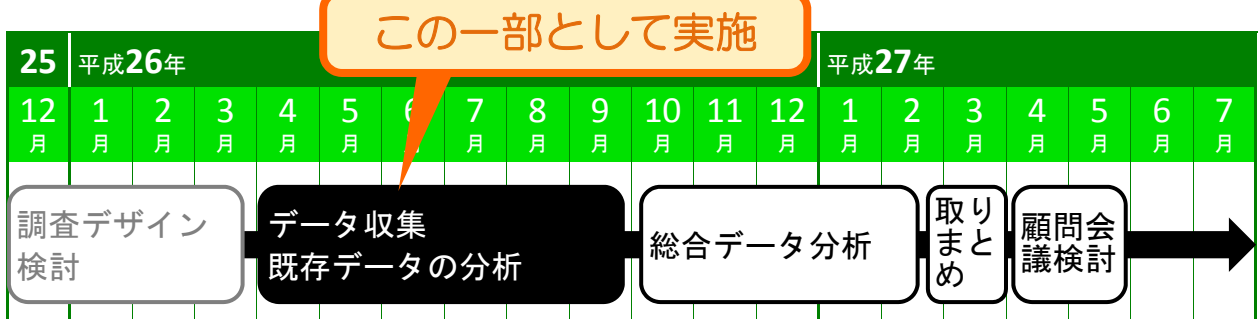 この一部として実施
25 平成26年 平成27年
12 1 2 3 4 5 6 7 8 9 10 11 12 1 2 3 4 5 6 7
月 月 月 月 月 月 月 月 月 月 月 月 月 月 月 月 月 月 月 月
調査デザイン
検討
データ収集
既存データの分析
総合データ分析
取り
まと
め
顧問会
議検討